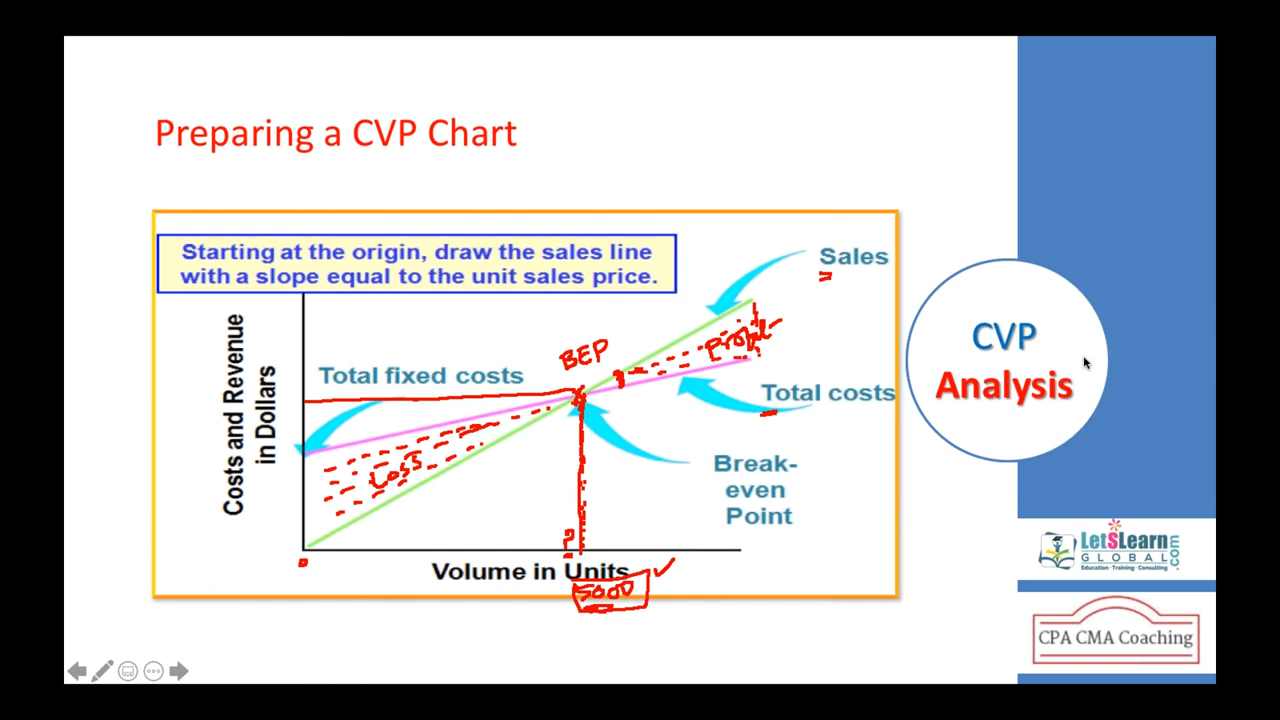 Preparing a CVP Chart
Starting at the origin, draw the sales line
with a slope equal to the unit sales price.
Sales
BEP
Profit
Total fixed costs
Total costs
Costs and Revenue
in Dollars
Loss
Break-
even
Point
?
Volume in Units
5000
CVP
Analysis
LetSLearn
GLOBAL
.com
Education • Training • Consulting
CPA CMA Coaching